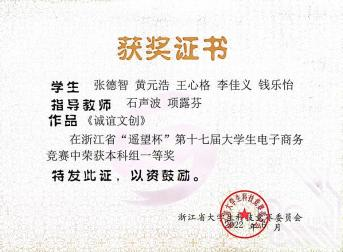 获奖证书
学生 张德智 黄元浩 王心格 李佳义 钱乐怡
指导教师 石声波 项露芬
作品 《诚谊文创》
在浙江省“遥望杯”第十七届大学生电子商务
竞赛中荣获本科组一等奖
特发此证，以资鼓励。
浙江省大学生科技竞赛委员会
2022 年 月